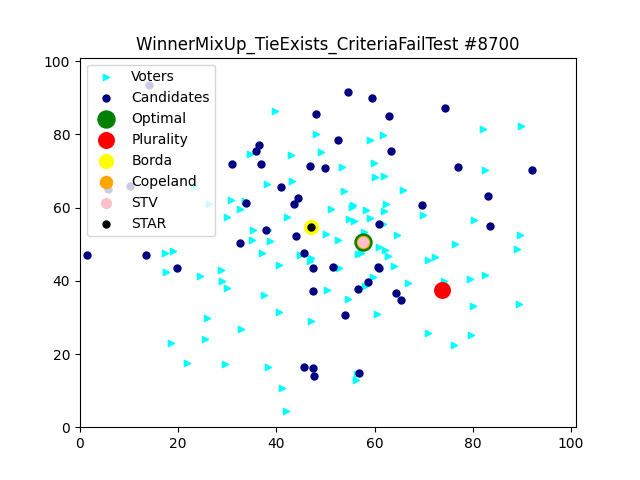 WinnerMixUp_TieExists_CriteriaFailTest #8700
Voters
Candidates
Optimal
Plurality
Borda
Copeland
STV
STAR
100
80
60
40
20
0
0 20 40 60 80 100